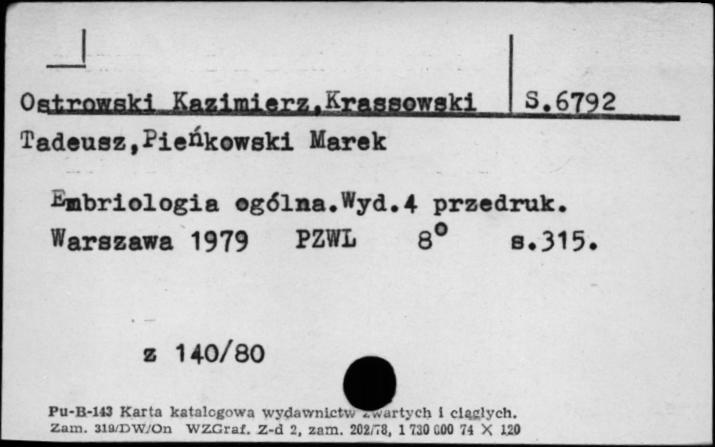 Ostrowski Kazimierz,Krassowski S.6792
Tadeusz,Pieńkowski Marek
Embriologia ogólna.Wyd.4 przedruk.
Warszawa 1979 PZWL 8° s.315.
z 140/80
Pu-B-143 Karta katalogowa wydawnictw zwartych i ciągłych.
Zam. 319/DW/On WZGraf. Z-d 2, zam. 202/78, 1 730 000 74 X 120